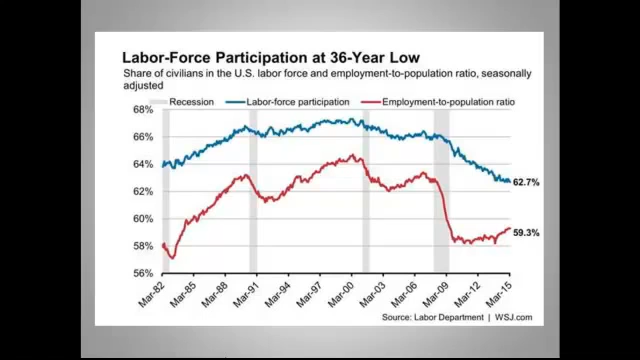 Labor-Force Participation at 36-Year Low
Share of civilians in the U.S. labor force and employment-to-population ratio, seasonally
adjusted
Recession Labor-force participation Employment-to-population ratio
68%
66%
64%
62%
60%
58%
56%
62.7%
59.3%
Mar-82 Mar-85 Mar-88 Mar-91 Mar-94 Mar-97 Mar-00 Mar-03 Mar-06 Mar-09 Mar-12 Mar-15
Source: Labor Department | WSJ.com